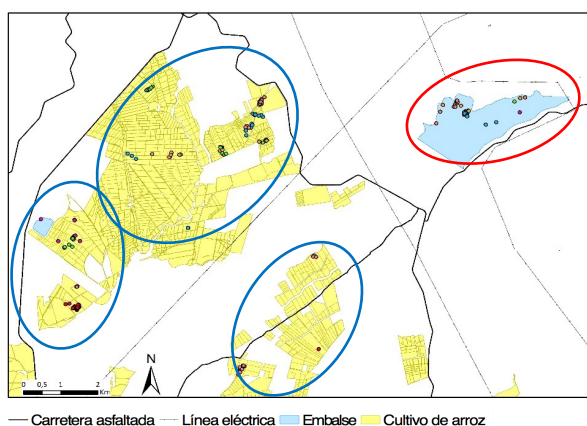 N
0 0,5 1 2
Km
Carretera asfaltada Línea eléctrica Embalse Cultivo de arroz